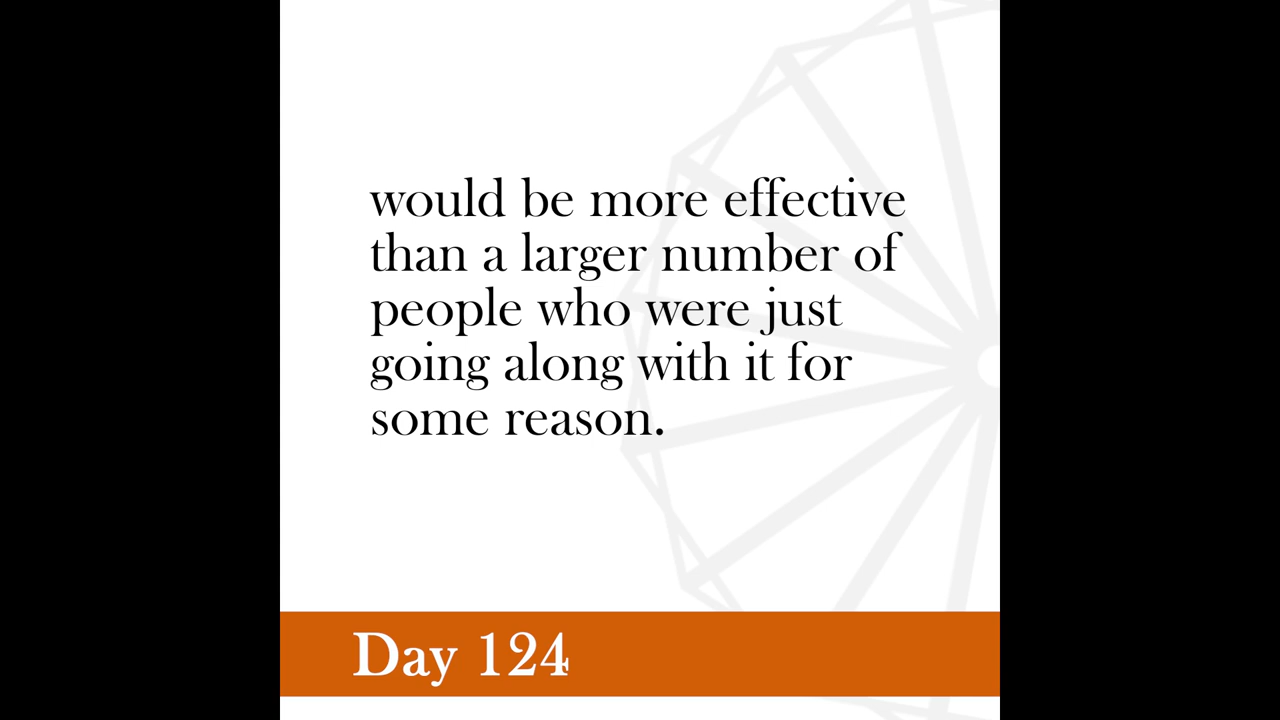 would be more effective
than a larger number of
people who were just
going along with it for
some reason.
Day 124